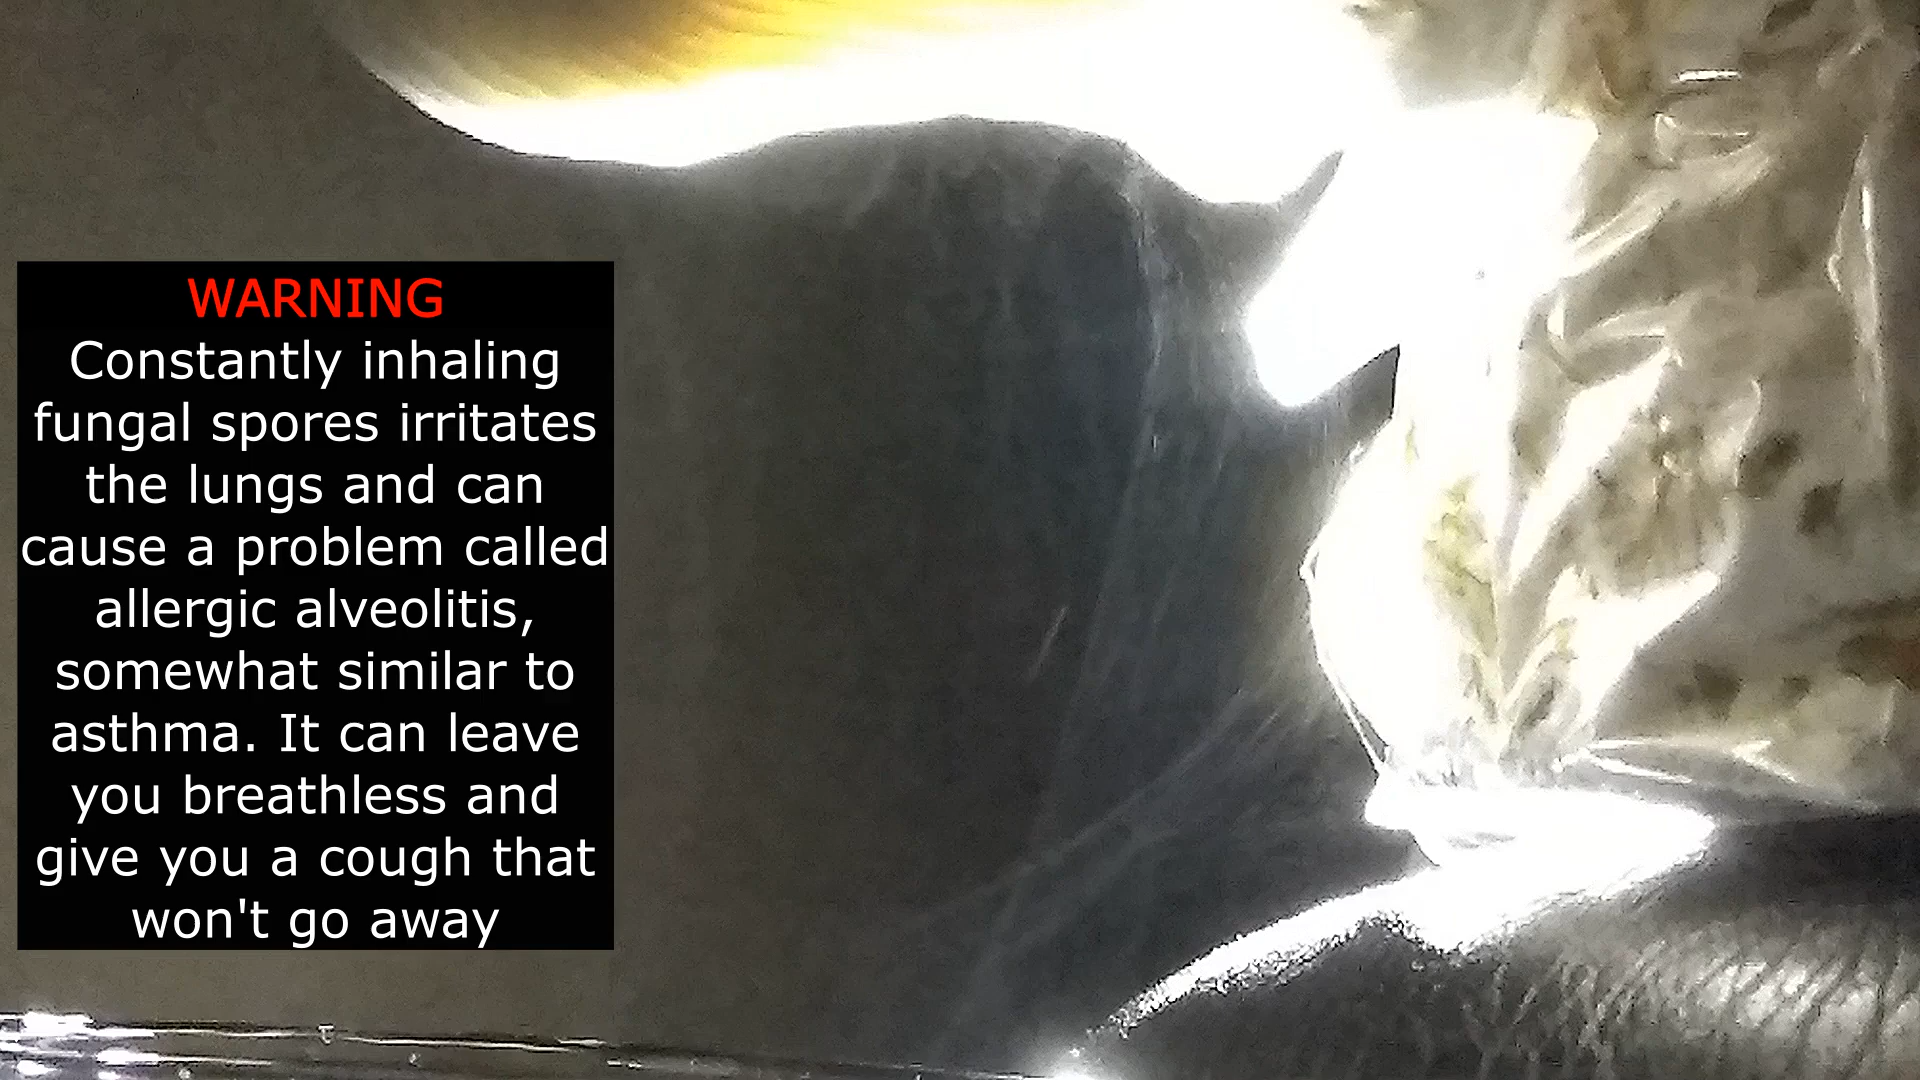 WARNING
Constantly inhaling
fungal spores irritates
the lungs and can
cause a problem called
allergic alveolitis,
somewhat similar to
asthma. It can leave
you breathless and
give you a cough that
won't go away